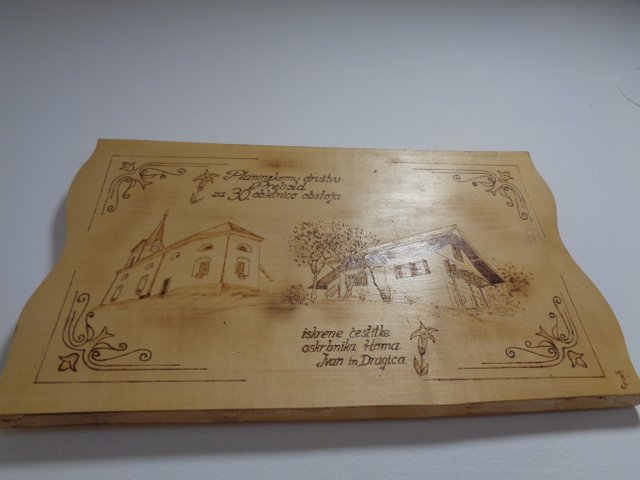 Planinskemu društvu
Prebold
za 30. obletnico obstoja
iskrene čestitke
oskrbnika Homa
Ivan in Dragica